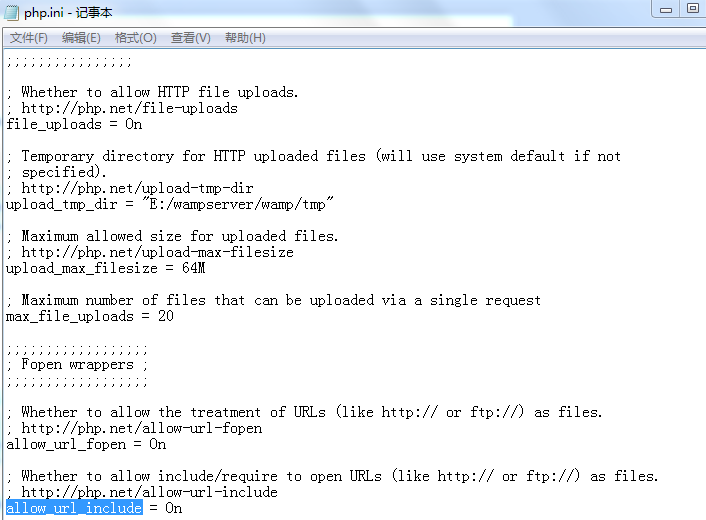 php.ini - 记事本
文件(F) 编辑(E) 格式(O) 查看(V) 帮助(H)
;;;;;;;;;;;;;;;;
; Whether to allow HTTP file uploads.
; http://php.net/file-uploads
file_uploads = On
; Temporary directory for HTTP uploaded files (will use system default if not
; specified).
; http://php.net/upload-tmp-dir
upload_tmp_dir = "E:/wampserver/wamp/tmp"
; Maximum allowed size for uploaded files.
; http://php.net/upload-max-filesize
upload_max_filesize = 64M
; Maximum number of files that can be uploaded via a single request
max_file_uploads = 20
;;;;;;;;;;;;;;;;;;
; Fopen wrappers ;
;;;;;;;;;;;;;;;;;;
; Whether to allow the treatment of URLs (like http:// or ftp://) as files.
; http://php.net/allow-url-fopen
allow_url_fopen = On
; Whether to allow include/require to open URLs (like http:// or ftp://) as files.
; http://php.net/allow-url-include
allow_url_include = On